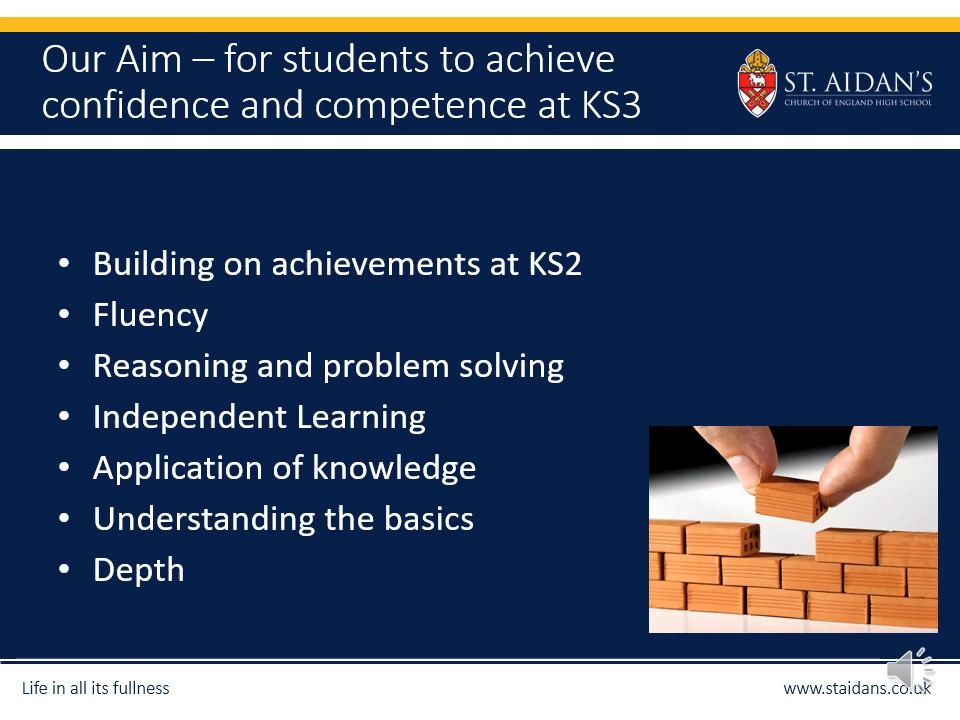 Our Aim – for students to achieve
confidence and competence at KS3
ST. AIDAN'S
CHURCH OF ENGLAND HIGH SCHOOL
• Building on achievements at KS2
• Fluency
• Reasoning and problem solving
• Independent Learning
• Application of knowledge
• Understanding the basics
• Depth
Life in all its fullness
www.staidans.co.uk